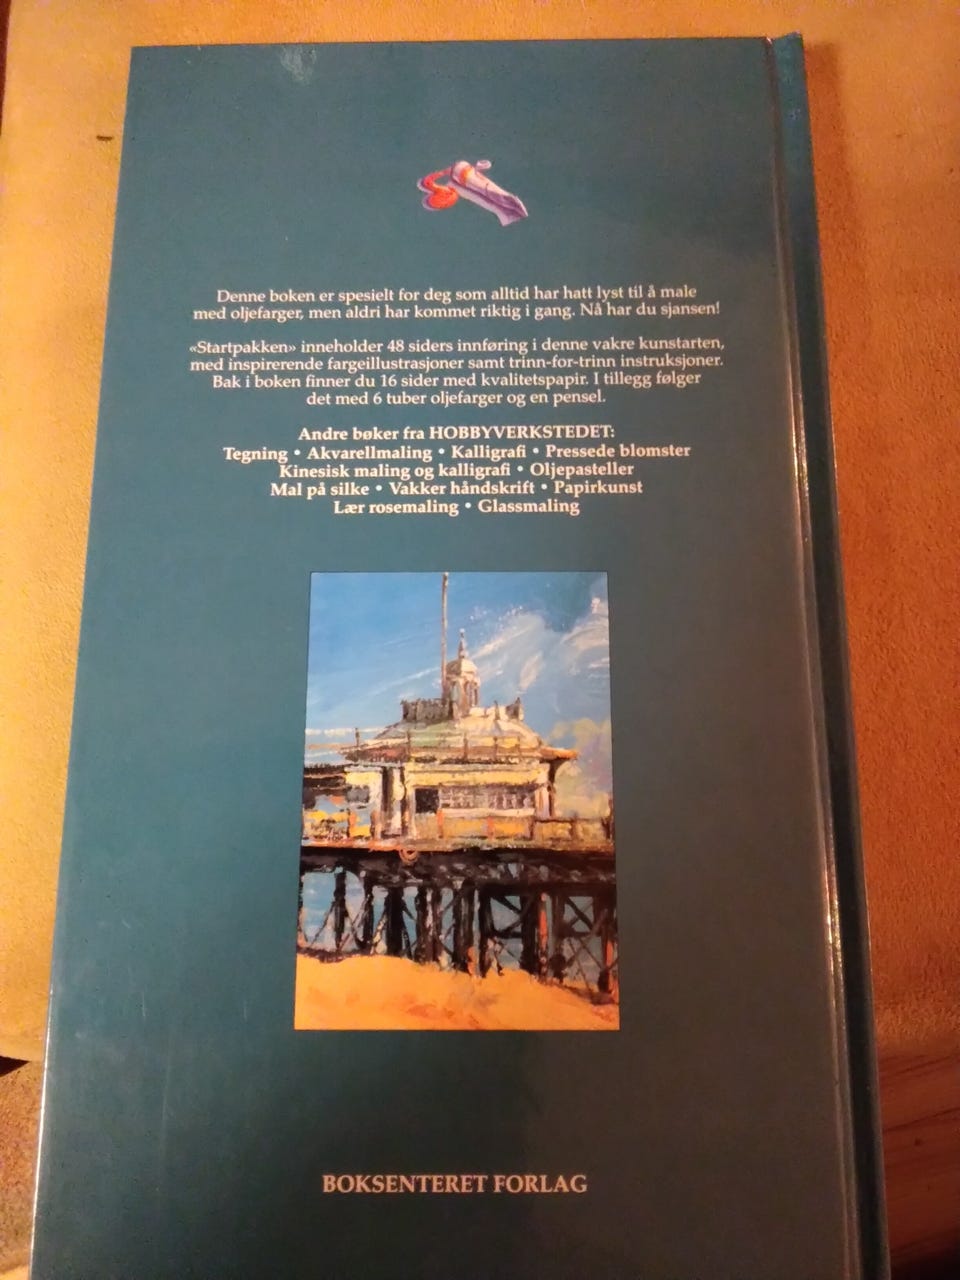 Denne boken er spesielt for deg som alltid har hatt lyst til å male
med oljefarger, men aldri har kommet riktig i gang. Nå har du sjansen!
«Startpakken» inneholder 48 siders innføring i denne vakre kunstarten,
med inspirerende fargeillustrasjoner samt trinn-for-trinn instruksjoner.
Bak i boken finner du 16 sider med kvalitetspapir. I tillegg følger
det med 6 tuber oljefarger og en pensel.
Andre bøker fra HOBBYVERKSTEDET:
Tegning • Akvarellmaling • Kalligrafi • Pressede blomster
Kinesisk maling og kalligrafi • Oljepasteller
Mal på silke • Vakker håndskrift • Papirkunst
Lær rosemaling • Glassmaling
BOKSENTERET FORLAG